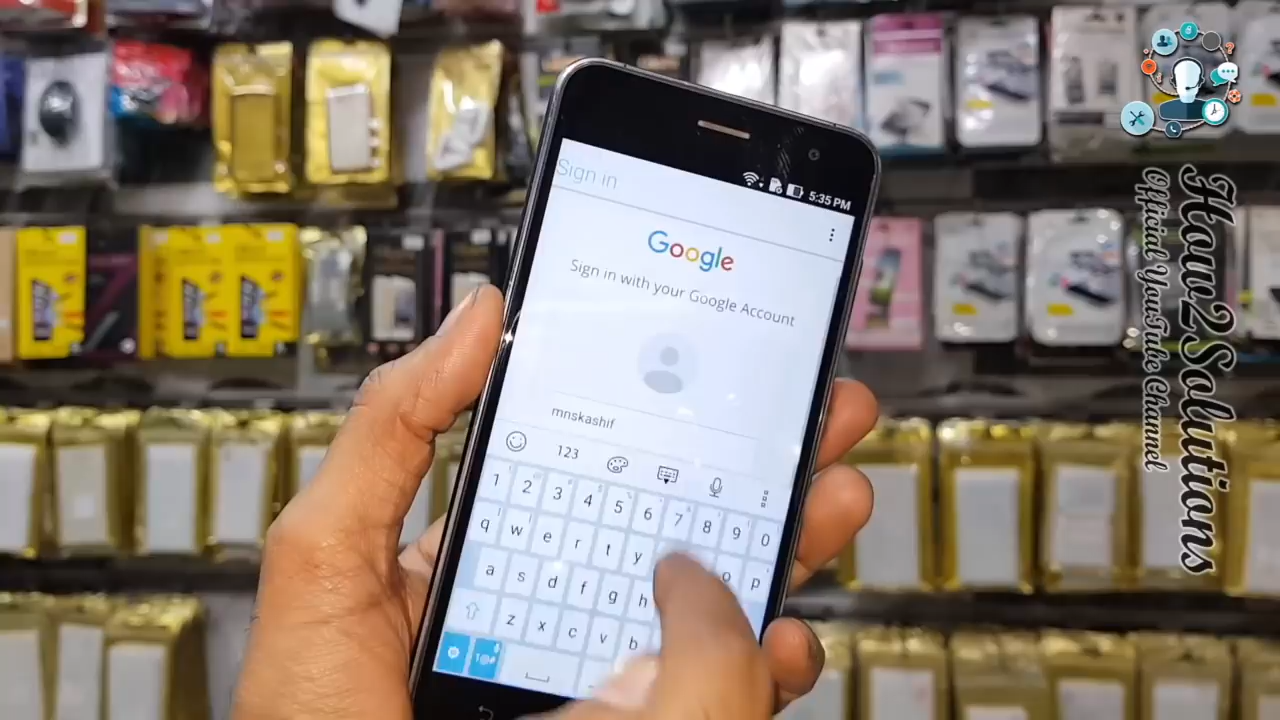 Sign in
5:35 PM
Google
Sign in with your Google Account
mnskashif
123
1 2 3 4 5 6 7 8 9 0
q w e r t y o p
a s d f g h
z x c v b
How2Solutions
Official YouTube Channel